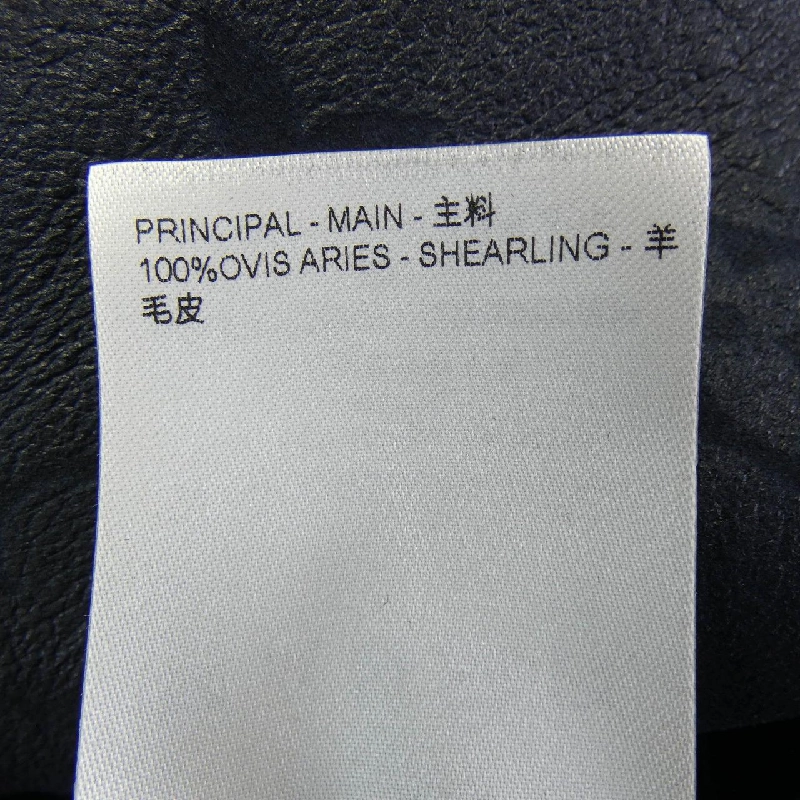 PRINCIPAL - MAIN - 主料
100%OVIS ARIES - SHEARLING - 羊
毛皮